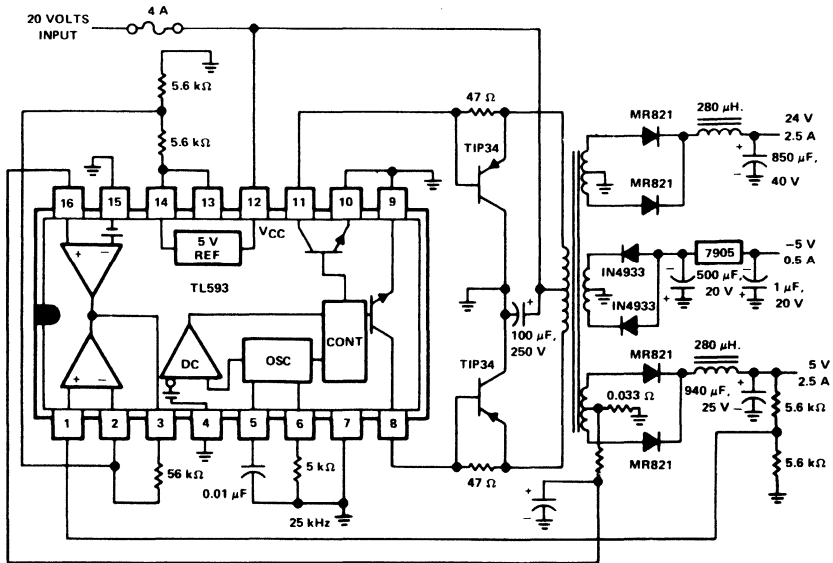 20 VOLTS
INPUT
4 A
5.6 kΩ
5.6 kΩ
47 Ω
TIP34
MR821
280 μH.
24 V
2.5 A
+
850 μF,
40 V
−
MR821
16
15
14
13
12
11
10
9
VCC
5 V
REF
+
−
TL593
IN4933
7905
−5 V
0.5 A
−
500 μF,
20 V
+
−
1 μF,
20 V
+
IN4933
+
−
100 μF,
250 V
DC
OSC
CONT
+
−
TIP34
MR821
280 μH.
5 V
2.5 A
0.033 Ω
+
940 μF,
25 V
−
5.6 kΩ
MR821
5.6 kΩ
1
2
3
4
5
6
7
8
56 kΩ
0.01 μF
5 kΩ
25 kHz
47 Ω
+
−